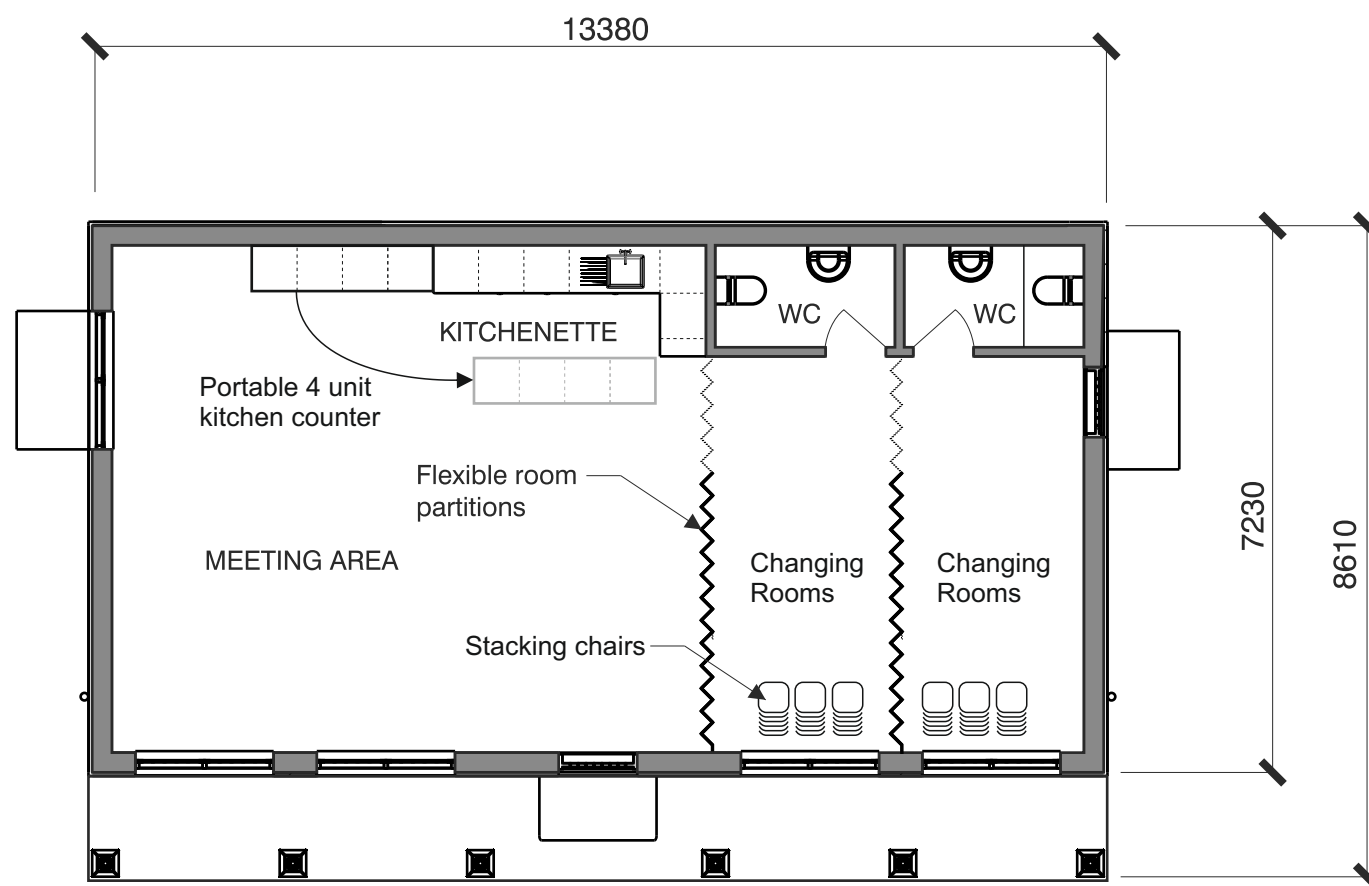 13380
WC
WC
KITCHENETTE
Portable 4 unit
kitchen counter
Flexible room
partitions
7230
8610
MEETING AREA
Changing
Rooms
Changing
Rooms
Stacking chairs